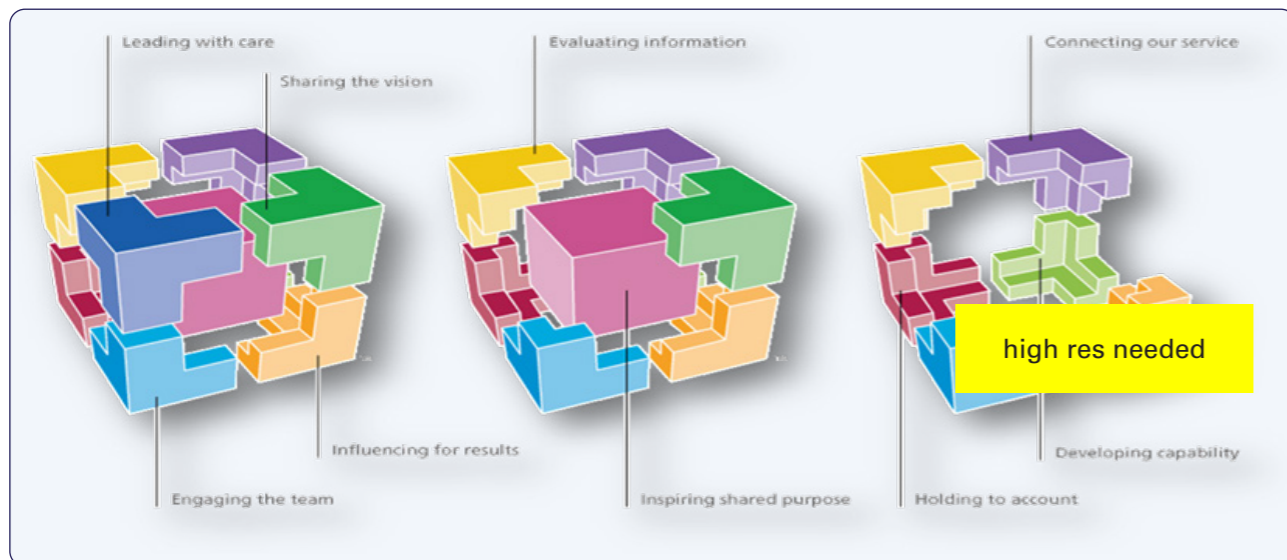 Leading with care
Evaluating information
Connecting our service
Sharing the vision
high res needed
Influencing for results
Developing capability
Engaging the team
Inspiring shared purpose
Holding to account